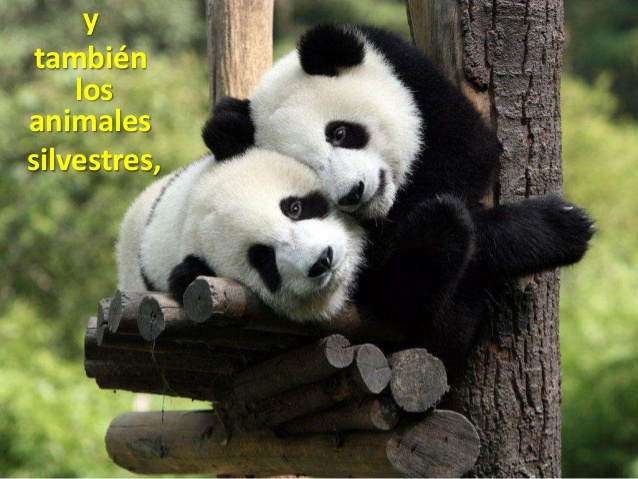 y
también
los
animales
silvestres,